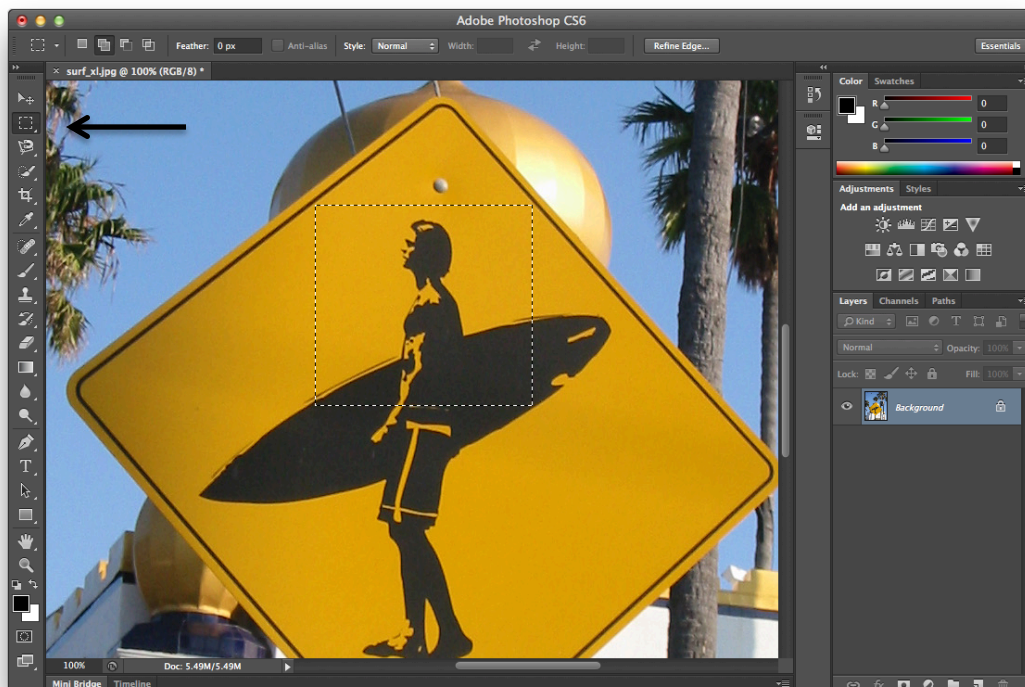 Adobe Photoshop CS6
Feather: 0 px Anti-alias Style: Normal Width: Height: Refine Edge... Essentials
× surf_xl.jpg @ 100% (RGB/8) *
Color Swatches
R 0
G 0
B 0
Adjustments Styles
Add an adjustment
Layers Channels Paths
Kind
Normal Opacity: 100%
Lock: Fill: 100%
Background
100% Doc: 5.49M/5.49M
Mini Bridge Timeline